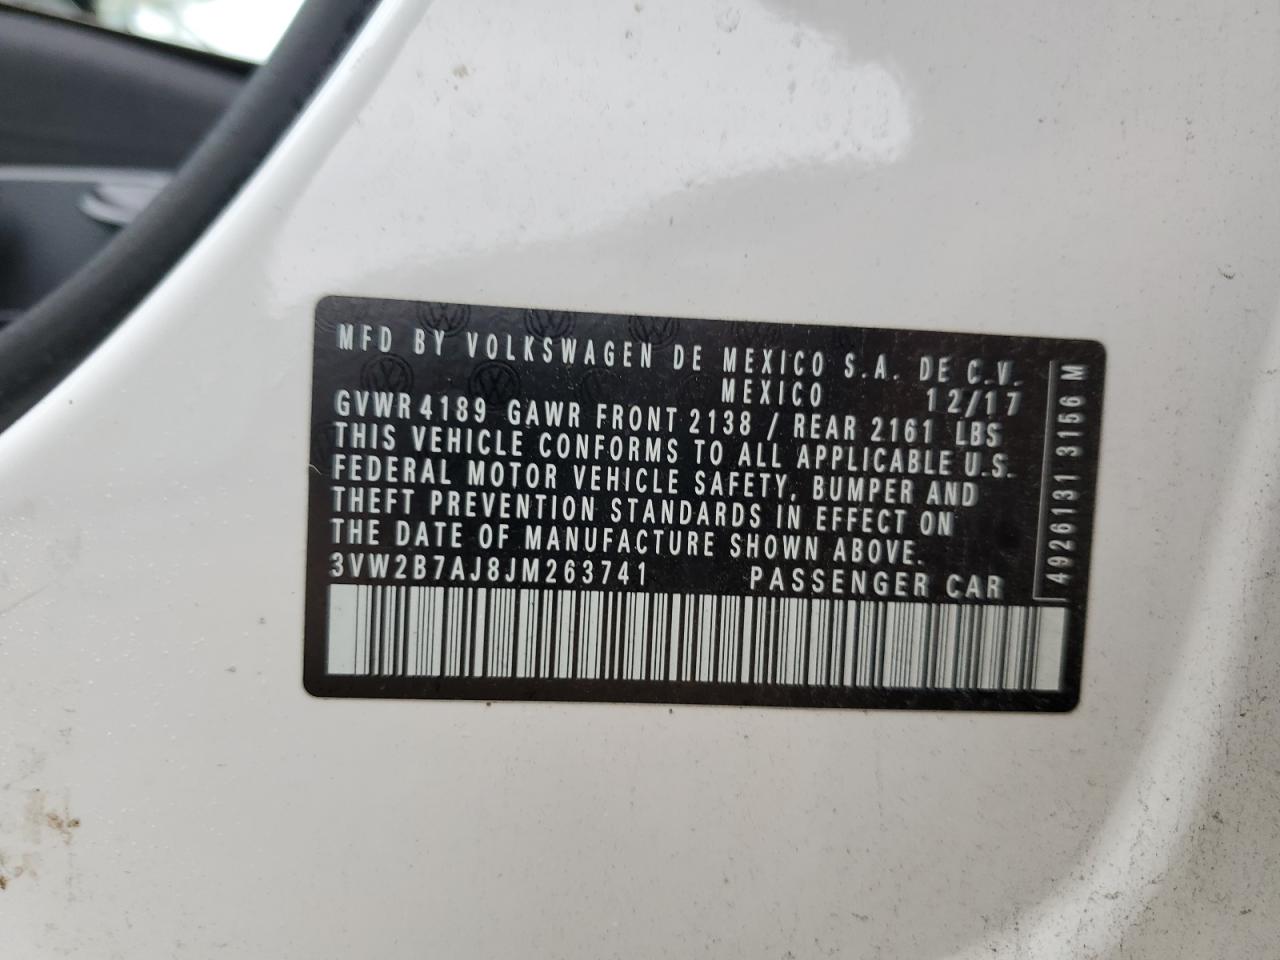 MFD BY VOLKSWAGEN DE MEXICO S.A. DE C.V.
MEXICO 12/17
GVWR 4189 GAWR FRONT 2138 / REAR 2161 LBS
THIS VEHICLE CONFORMS TO ALL APPLICABLE U.S.
FEDERAL MOTOR VEHICLE SAFETY, BUMPER AND
THEFT PREVENTION STANDARDS IN EFFECT ON
THE DATE OF MANUFACTURE SHOWN ABOVE.
3VW2B7AJ8JM263741 PASSENGER CAR
4926131 3156 M